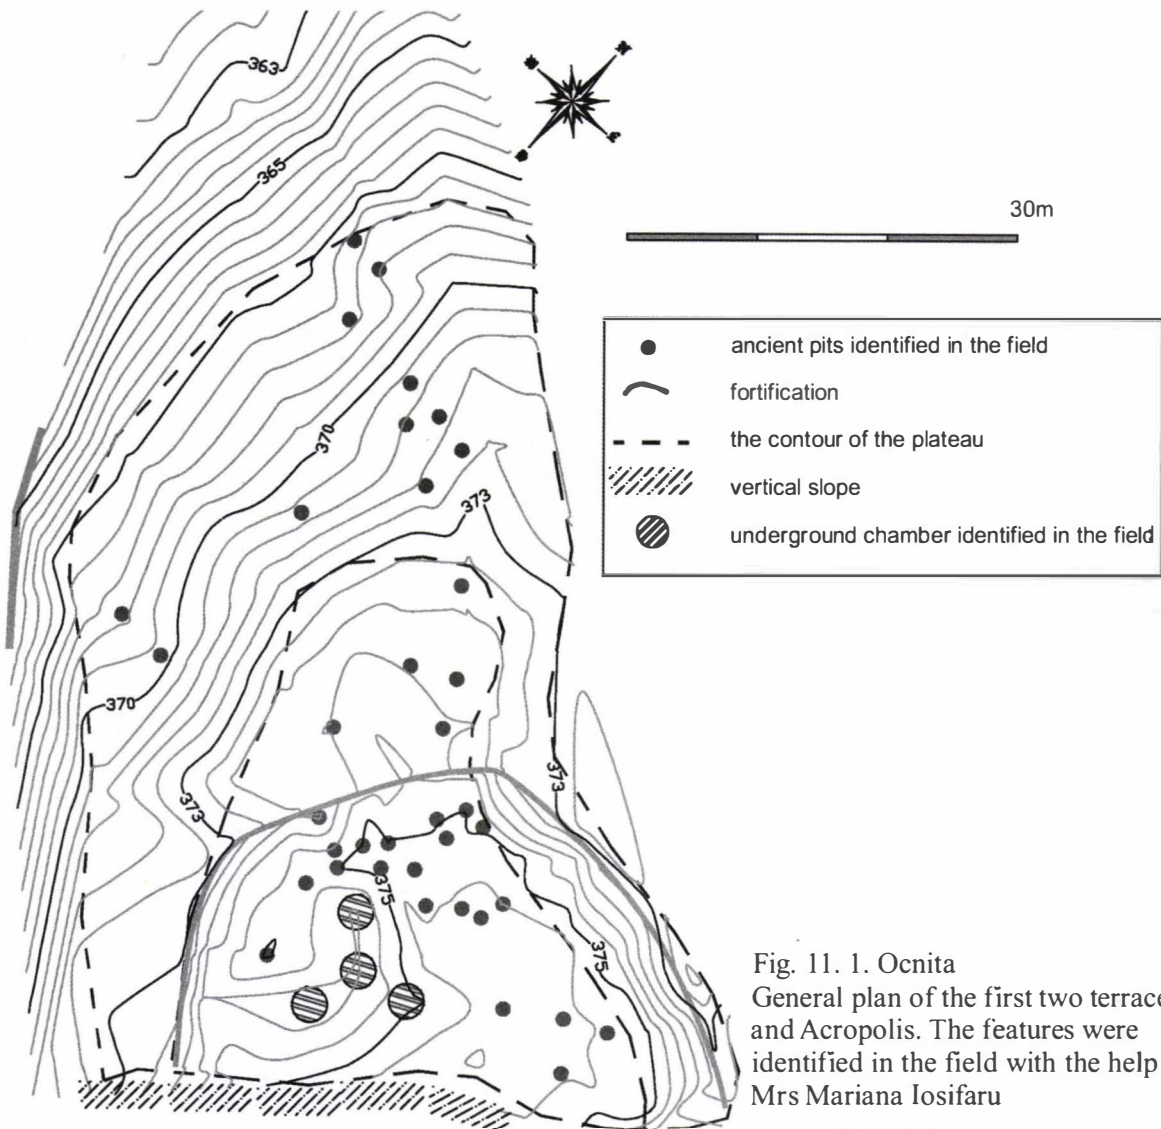 363
365
30m
ancient pits identified in the field
fortification
the contour of the plateau
vertical slope
underground chamber identified in the field
370
373
370
373
373
375
375
Fig. 11. 1. Ocnita
General plan of the first two terrace
and Acropolis. The features were
identified in the field with the help
Mrs Mariana Iosifaru